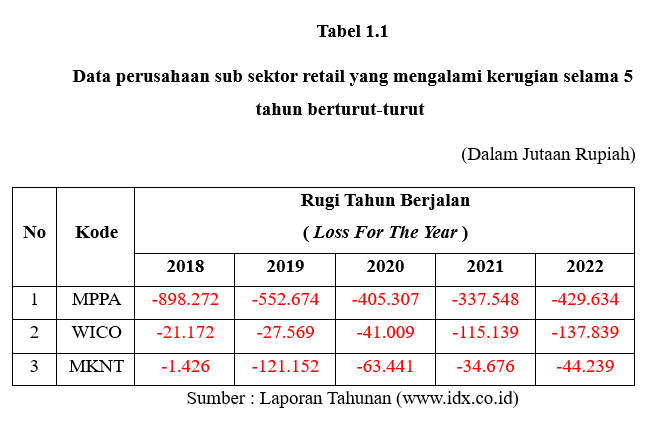 Tabel 1.1
Data perusahaan sub sektor retail yang mengalami kerugian selama 5
tahun berturut-turut
(Dalam Jutaan Rupiah)
No Kode Rugi Tahun Berjalan
( Loss For The Year )
2018 2019 2020 2021 2022
1 MPPA -898.272 -552.674 -405.307 -337.548 -429.634
2 WICO -21.172 -27.569 -41.009 -115.139 -137.839
3 MKNT -1.426 -121.152 -63.441 -34.676 -44.239
Sumber : Laporan Tahunan (www.idx.co.id)